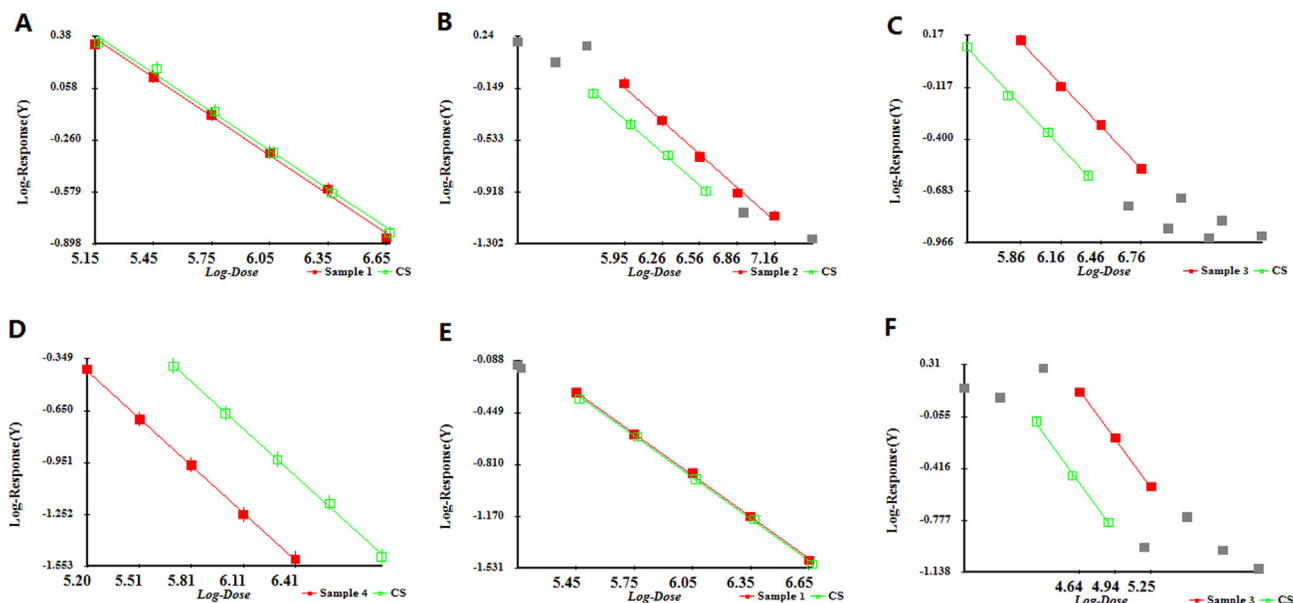 A
Log-Response(Y)
0.38
0.058
-0.260
-0.579
-0.898
5.15 5.45 5.75 6.05 6.35 6.65
Log-Dose
Sample 1 CS
B
Log-Response(Y)
0.24
-0.149
-0.533
-0.918
-1.302
5.95 6.26 6.56 6.86 7.16
Log-Dose
Sample 2 CS
C
Log-Response(Y)
0.17
-0.117
-0.400
-0.683
-0.966
5.86 6.16 6.46 6.76
Log-Dose
Sample 3 CS
D
Log-Response(Y)
-0.349
-0.650
-0.951
-1.252
-1.553
5.20 5.51 5.81 6.11 6.41
Log-Dose
Sample 4 CS
E
Log-Response(Y)
-0.088
-0.449
-0.810
-1.170
-1.531
5.45 5.75 6.05 6.35 6.65
Log-Dose
Sample 1 CS
F
Log-Response(Y)
0.31
-0.055
-0.416
-0.777
-1.138
4.64 4.94 5.25
Log-Dose
Sample 3 CS